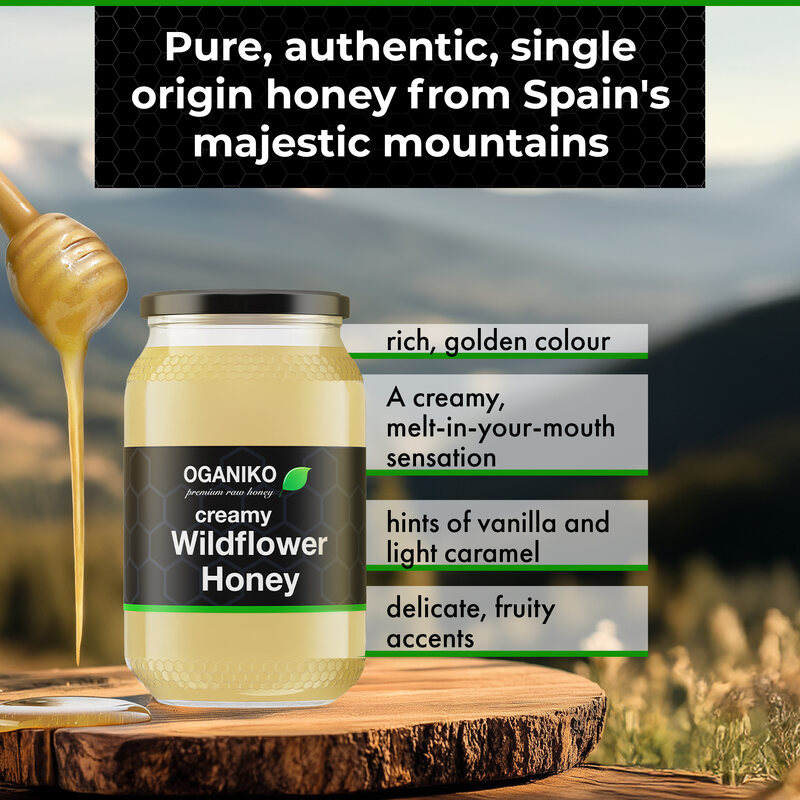 Pure, authentic, single
origin honey from Spain's
majestic mountains
rich, golden colour
A creamy,
melt-in-your-mouth
sensation
hints of vanilla and
light caramel
delicate, fruity
accents
OGANIKO
premium raw honey
creamy
Wildflower
Honey